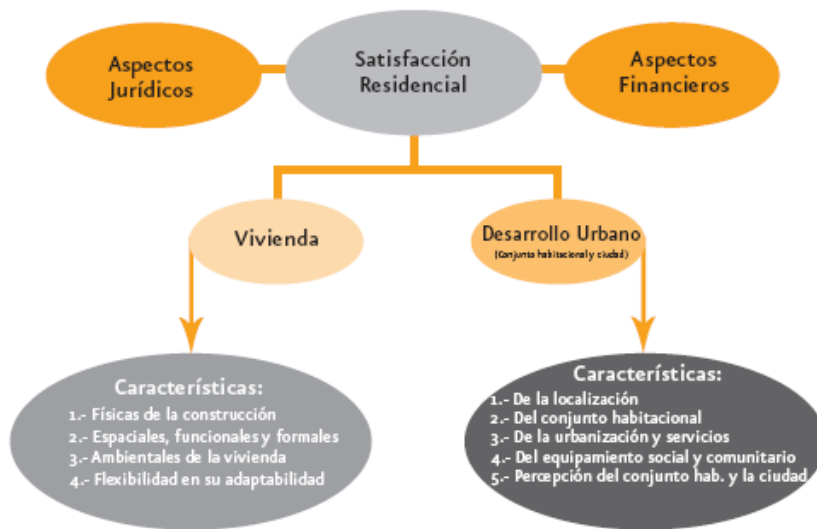 Aspectos
Jurídicos
Satisfacción
Residencial
Aspectos
Financieros
Vivienda
Desarrollo Urbano
(Conjunto habitacional y ciudad)
Características:
1.- Físicas de la construcción
2.- Espaciales, funcionales y formales
3.- Ambientales de la vivienda
4.- Flexibilidad en su adaptabilidad
Características:
1.- De la localización
2.- Del conjunto habitacional
3.- De la urbanización y servicios
4.- Del equipamiento social y comunitario
5.- Percepción del conjunto hab. y la ciudad